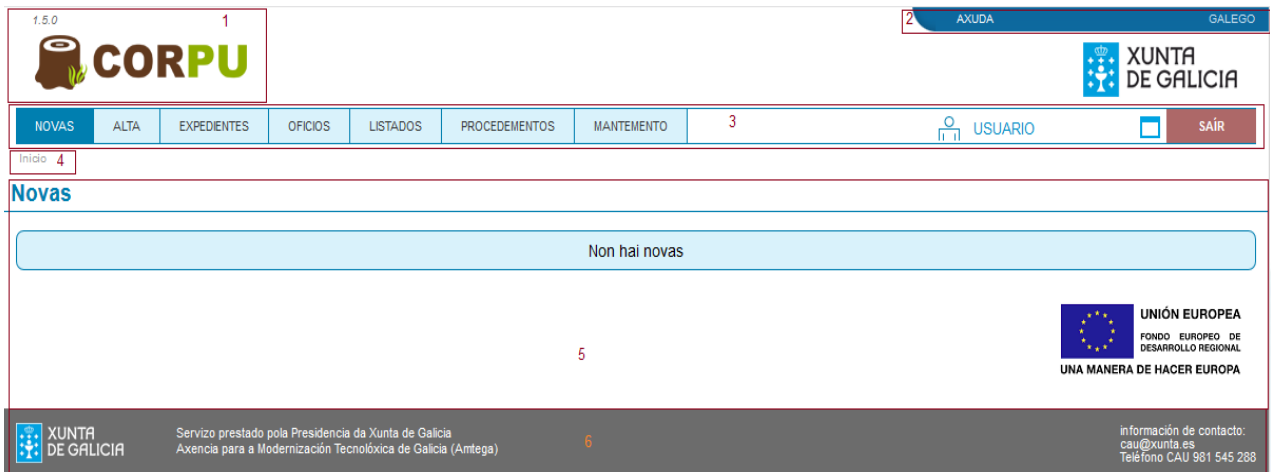 1.5.0
1
2
AXUDA
GALEGO
CORPU
XUNTA
DE GALICIA
NOVAS
ALTA
EXPEDIENTES
OFICIOS
LISTADOS
PROCEDEMENTOS
MANTEMENTO
3
USUARIO
SAÍR
Inicio
4
Novas
Non hai novas
UNIÓN EUROPEA
FONDO EUROPEO DE
DESARROLLO REGIONAL
UNA MANERA DE HACER EUROPA
5
XUNTA
DE GALICIA
Servizo prestado pola Presidencia da Xunta de Galicia
Axencia para a Modernización Tecnolóxica de Galicia (Amtega)
6
información de contacto:
cau@xunta.es
Teléfono CAU 981 545 288